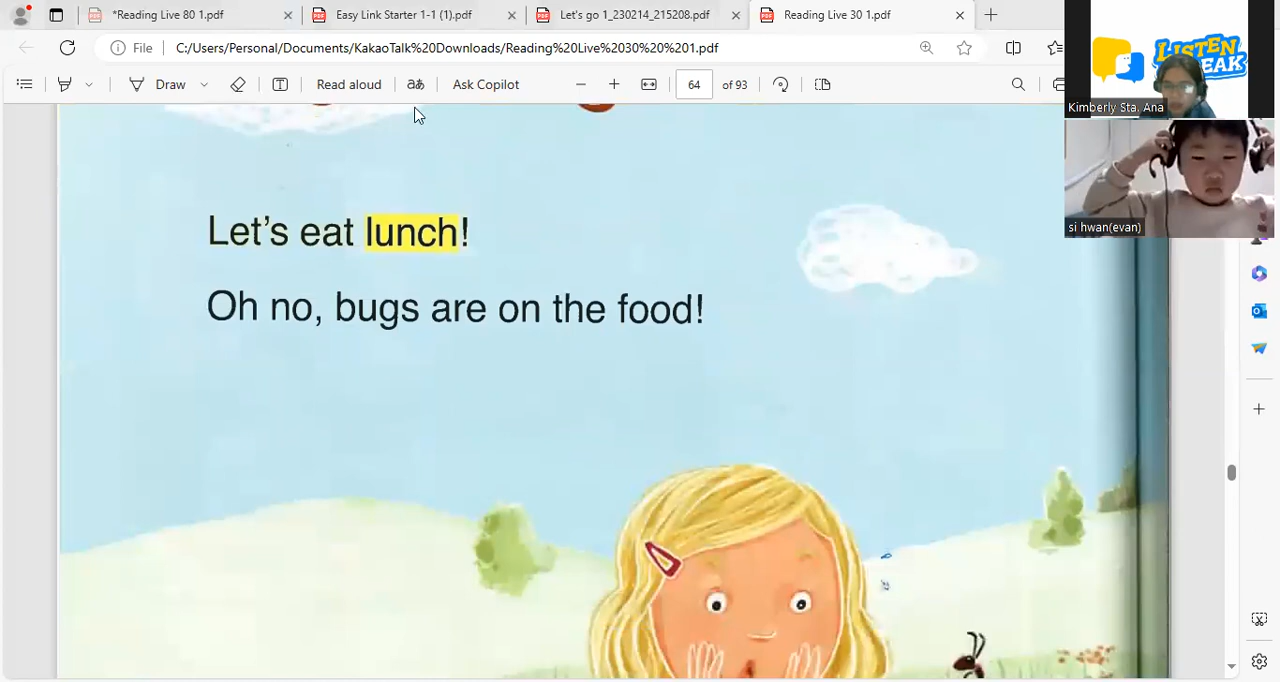 *Reading Live 80 1.pdf
Easy Link Starter 1-1 (1).pdf
Let's go 1_230214_215208.pdf
Reading Live 30 1.pdf
File
C:/Users/Personal/Documents/KakaoTalk%20Downloads/Reading%20Live%2030%20%201.pdf
Draw
Read aloud
aあ
Ask Copilot
64 of 93
LISTEN
Kimberly Sta. Ana
si hwan(evan)
Let's eat lunch!
Oh no, bugs are on the food!